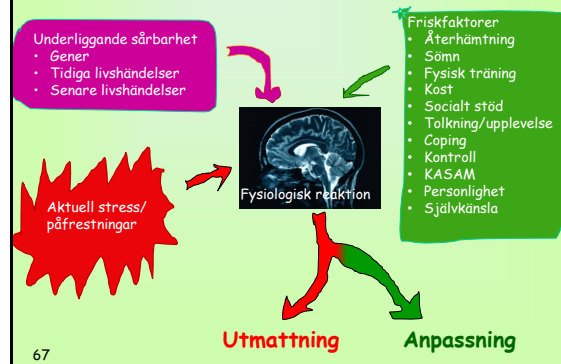 Underliggande sårbarhet
• Gener
• Tidiga livshändelser
• Senare livshändelser
Friskfaktorer
• Återhämtning
• Sömn
• Fysisk träning
• Kost
• Socialt stöd
• Tolkning/upplevelse
• Coping
• Kontroll
• KASAM
• Personlighet
• Självkänsla
Fysiologisk reaktion
Aktuell stress/
påfrestningar
Utmattning
Anpassning
67